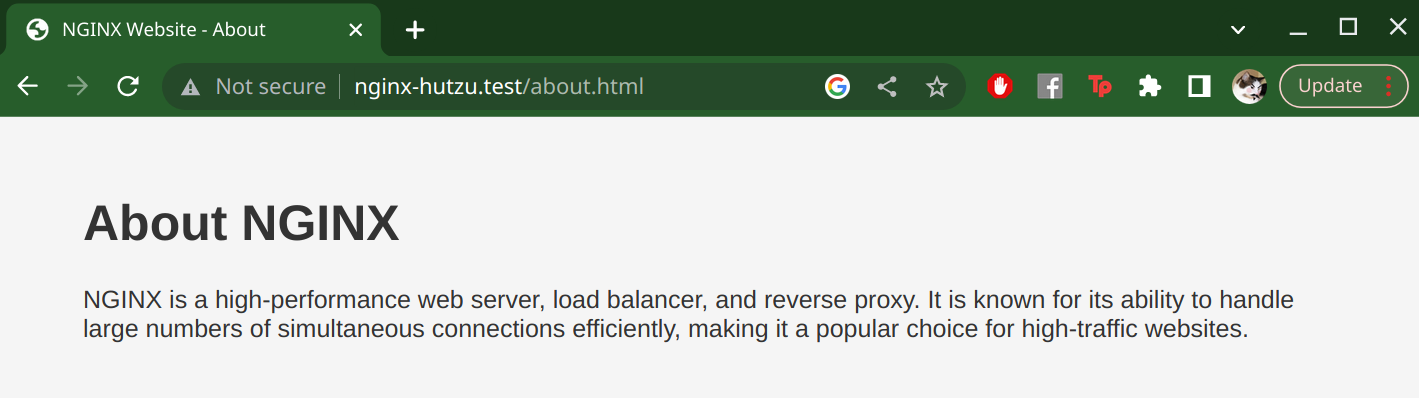 NGINX Website - About
Not secure
nginx-hutzu.test/about.html
Tp
Update
About NGINX
NGINX is a high-performance web server, load balancer, and reverse proxy. It is known for its ability to handle
large numbers of simultaneous connections efficiently, making it a popular choice for high-traffic websites.